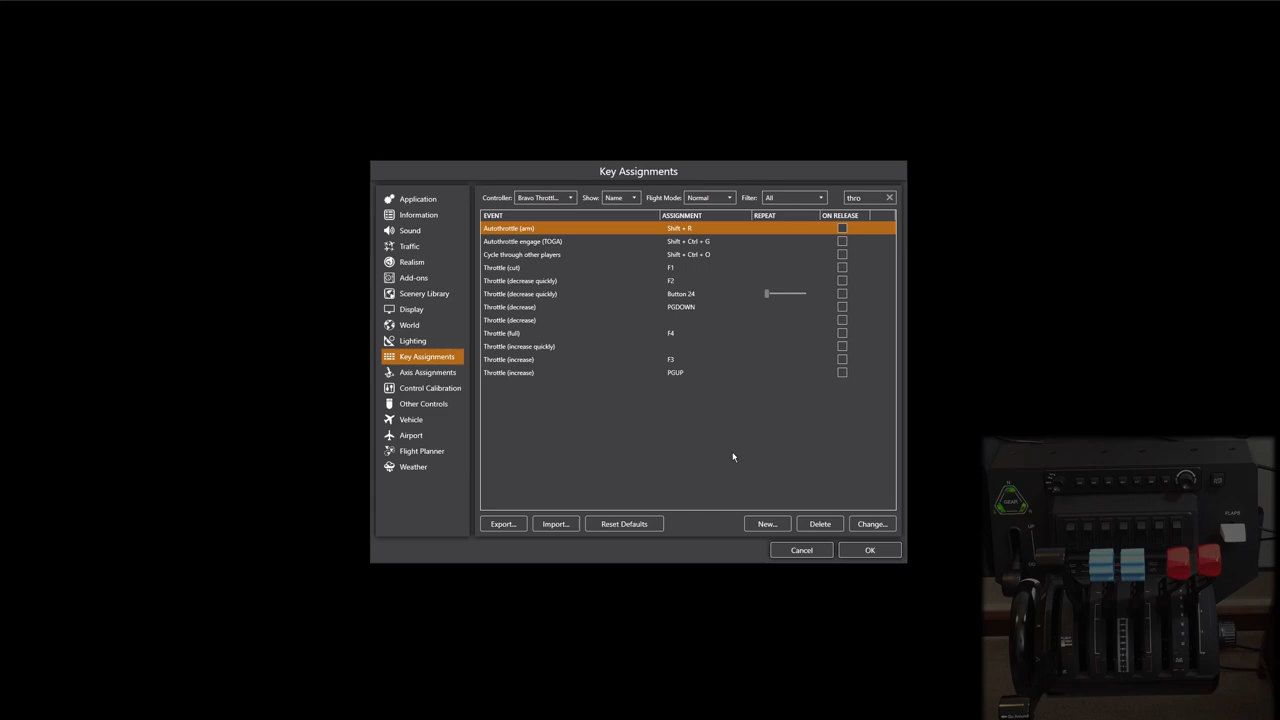 Key Assignments
Application
Information
Sound
Traffic
Realism
Add-ons
Scenery Library
Display
World
Lighting
Key Assignments
Axis Assignments
Control Calibration
Other Controls
Vehicle
Airport
Flight Planner
Weather
Controller: Bravo Throttl... Show: Name Flight Mode: Normal Filter: All thro
EVENT ASSIGNMENT REPEAT ON RELEASE
Autothrottle (arm) Shift + R
Autothrottle engage (TOGA) Shift + Ctrl + G
Cycle through other players Shift + Ctrl + O
Throttle (cut) F1
Throttle (decrease quickly) F2
Throttle (decrease quickly) Button 24
Throttle (decrease) PGDOWN
Throttle (decrease)
Throttle (full) F4
Throttle (increase quickly)
Throttle (increase) F3
Throttle (increase) PGUP
Export... Import... Reset Defaults New... Delete Change...
Cancel OK
N
GEAR
L R
UP
FLAPS